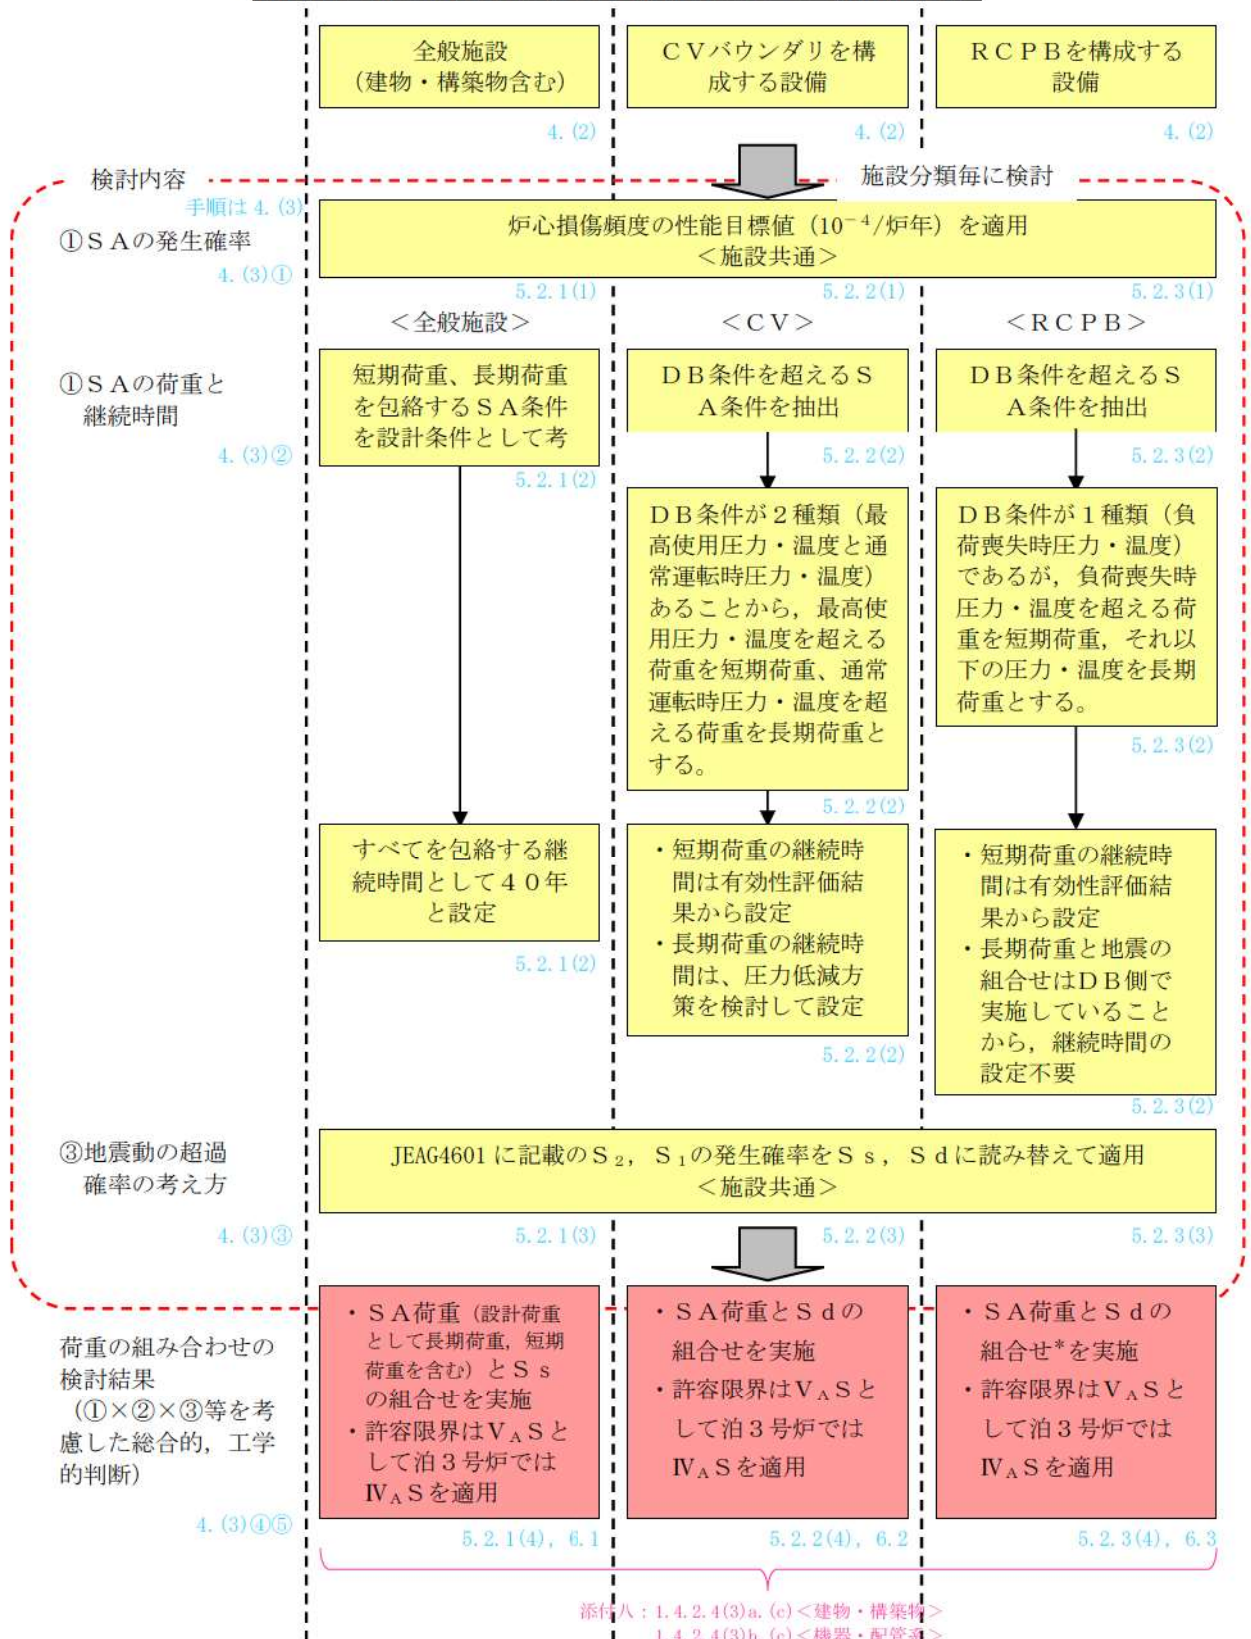 全般施設
(建物・構築物含む)
ＣＶバウンダリを構
成する設備
ＲＣＰＢを構成する
設備
4. (2)
4. (2)
4. (2)
検討内容
施設分類毎に検討
手順は 4. (3)
①ＳＡの発生確率
4. (3)①
炉心損傷頻度の性能目標値（10⁻⁴/炉年）を適用
＜施設共通＞
5. 2. 1(1)
5. 2. 2(1)
5. 2. 3(1)
＜全般施設＞
＜ＣＶ＞
＜ＲＣＰＢ＞
①ＳＡの荷重と
継続時間
4. (3)②
短期荷重、長期荷重
を包絡するＳＡ条件
を設計条件として考
5. 2. 1(2)
ＤＢ条件を超えるＳ
Ａ条件を抽出
5. 2. 2(2)
ＤＢ条件を超えるＳ
Ａ条件を抽出
5. 2. 3(2)
ＤＢ条件が２種類（最
高使用圧力・温度と通
常運転時圧力・温度）
あることから，最高使
用圧力・温度を超える
荷重を短期荷重、通常
運転時圧力・温度を超
える荷重を長期荷重と
する。
5. 2. 2(2)
ＤＢ条件が１種類（負
荷喪失時圧力・温度）
であるが，負荷喪失時
圧力・温度を超える荷
重を短期荷重，それ以
下の圧力・温度を長期
荷重とする。
5. 2. 3(2)
すべてを包絡する継
続時間として４０年
と設定
5. 2. 1(2)
・短期荷重の継続時
間は有効性評価結
果から設定
・長期荷重の継続時
間は、圧力低減方
策を検討して設定
5. 2. 2(2)
・短期荷重の継続時
間は有効性評価結
果から設定
・長期荷重と地震の
組合せはＤＢ側で
実施していること
から，継続時間の
設定不要
5. 2. 3(2)
③地震動の超過
確率の考え方
4. (3)③
JEAG4601 に記載のＳ₂，Ｓ₁の発生確率をＳｓ，Ｓｄに読み替えて適用
＜施設共通＞
5. 2. 1(3)
5. 2. 2(3)
5. 2. 3(3)
荷重の組み合わせの
検討結果
（①×②×③等を考
慮した総合的，工学
的判断）
4. (3)④⑤
・ＳＡ荷重（設計荷重
として長期荷重，短期
荷重を含む）とＳｓ
の組合せを実施
・許容限界はⅤ_AＳと
して泊３号炉では
Ⅳ_AＳを適用
5. 2. 1(4)，6. 1
・ＳＡ荷重とＳｄの
組合せを実施
・許容限界はⅤ_AＳと
して泊３号炉では
Ⅳ_AＳを適用
5. 2. 2(4)，6. 2
・ＳＡ荷重とＳｄの
組合せ*を実施
・許容限界はⅤ_AＳと
して泊３号炉では
Ⅳ_AＳを適用
5. 2. 3(4)，6. 3
添付八：1. 4. 2. 4(3)a. (c)＜建物・構築物＞
1. 4. 2. 4(3)b. (c)＜機器・配管系＞